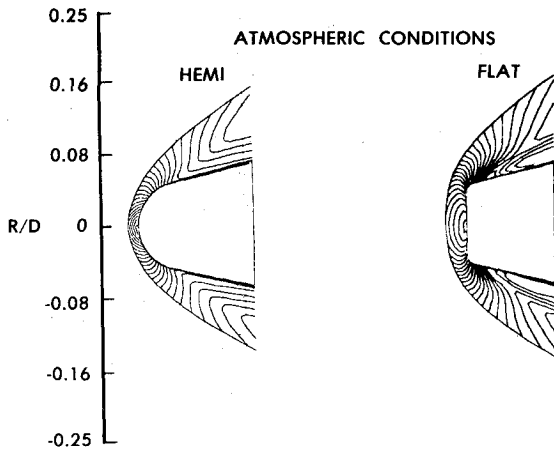 0.25
ATMOSPHERIC CONDITIONS
HEMI
FLAT
0.16
0.08
R/D
0
-0.08
-0.16
-0.25